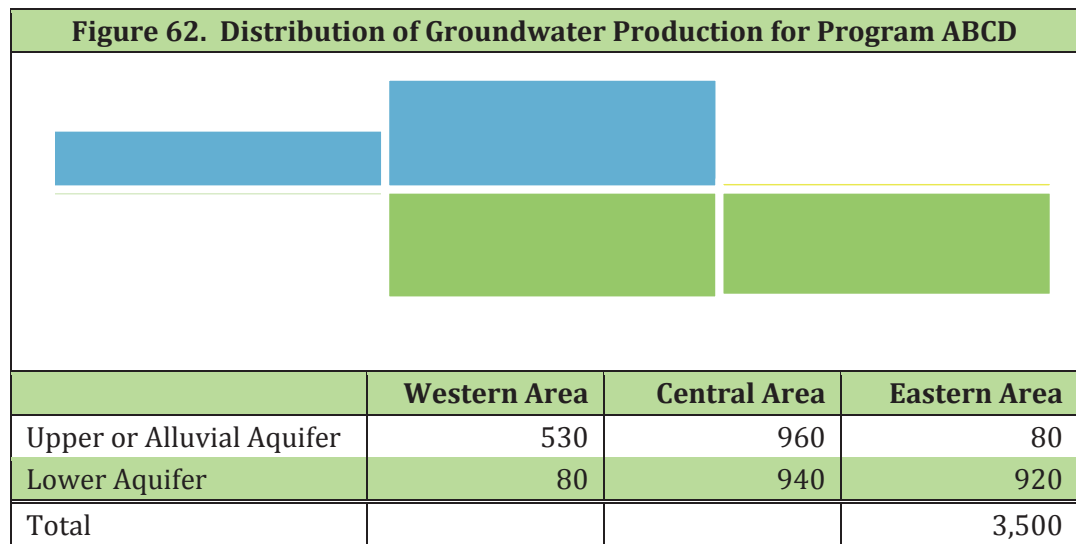 Figure 62. Distribution of Groundwater Production for Program ABCD
Western Area Central Area Eastern Area
Upper or Alluvial Aquifer 530 960 80
Lower Aquifer 80 940 920
Total 3,500